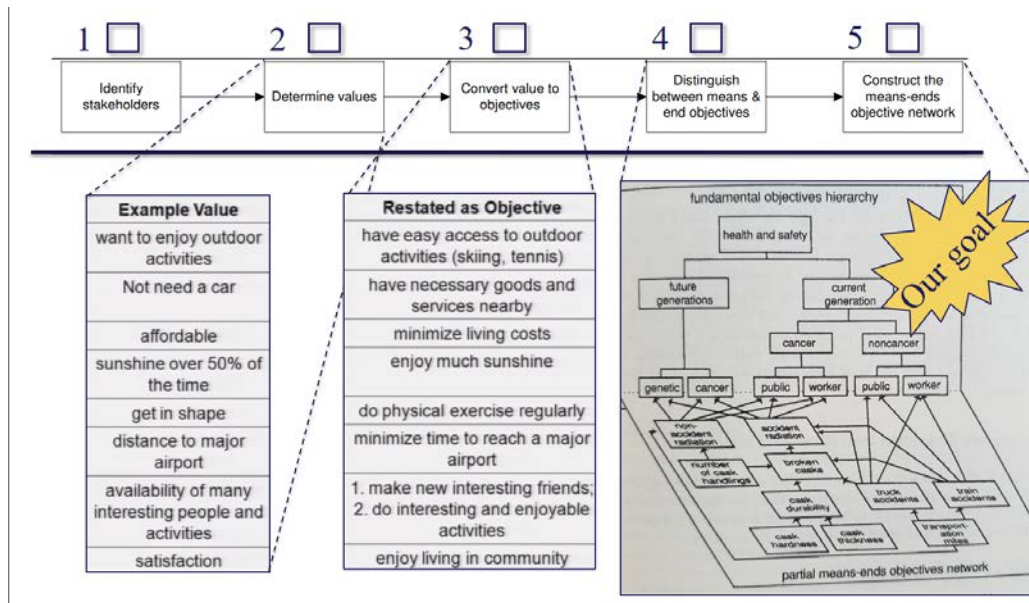 1
2
3
4
5
Identify
stakeholders
Determine values
Convert value to
objectives
Distinguish
between means &
end objectives
Construct the
means-ends
objective network
Example Value
want to enjoy outdoor
activities
Not need a car
affordable
sunshine over 50% of
the time
get in shape
distance to major
airport
availability of many
interesting people and
activities
satisfaction
Restated as Objective
have easy access to outdoor
activities (skiing, tennis)
have necessary goods and
services nearby
minimize living costs
enjoy much sunshine
do physical exercise regularly
minimize time to reach a major
airport
1. make new interesting friends;
2. do interesting and enjoyable
activities
enjoy living in community
fundamental objectives hierarchy
Our goal
health and safety
future
generations
current
generation
cancer
noncancer
genetic
cancer
public
worker
public
worker
non-
accident
radiation
accident
radiation
number
of cask
handlings
broken
casks
truck
accidents
train
accidents
cask
durability
cask
hardness
cask
thickness
transport-
ation
miles
partial means-ends objectives network